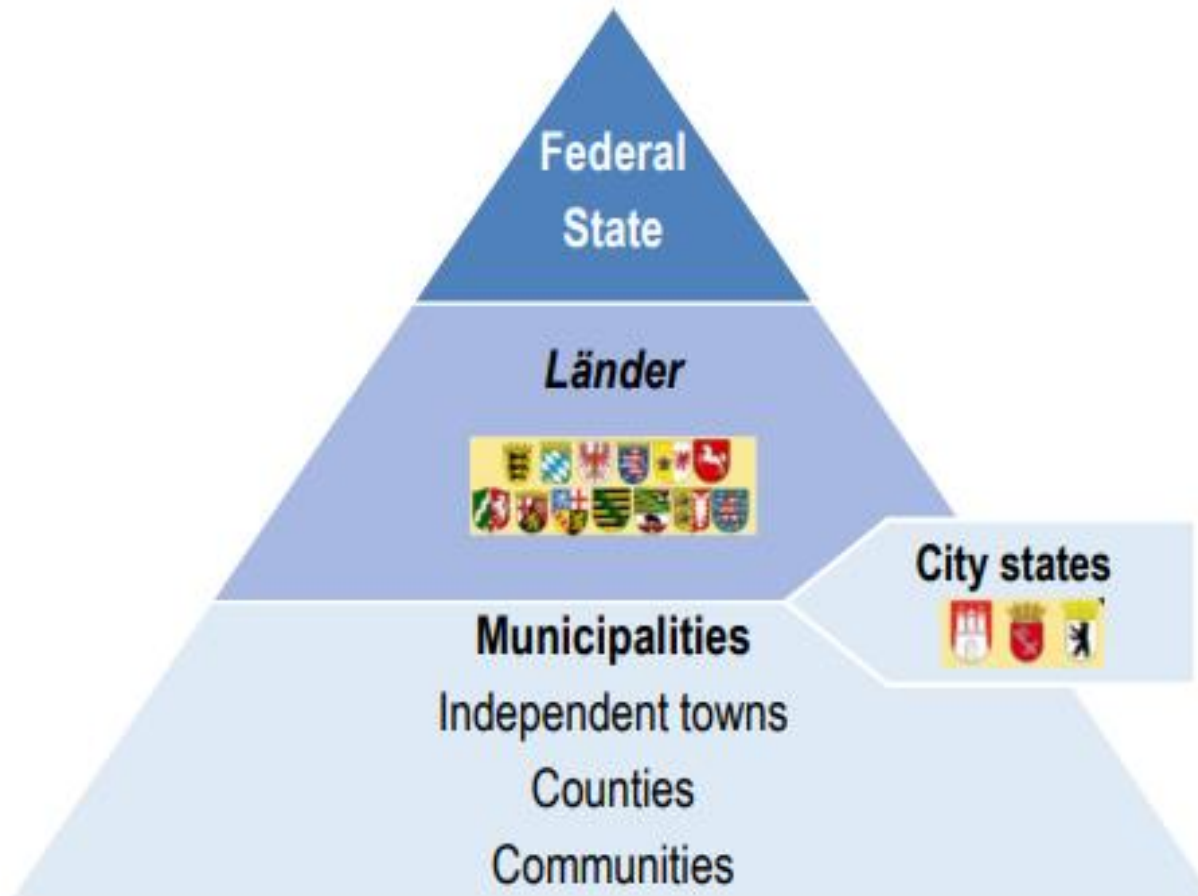 Federal
State
Länder
City states
Municipalities
Independent towns
Counties
Communities